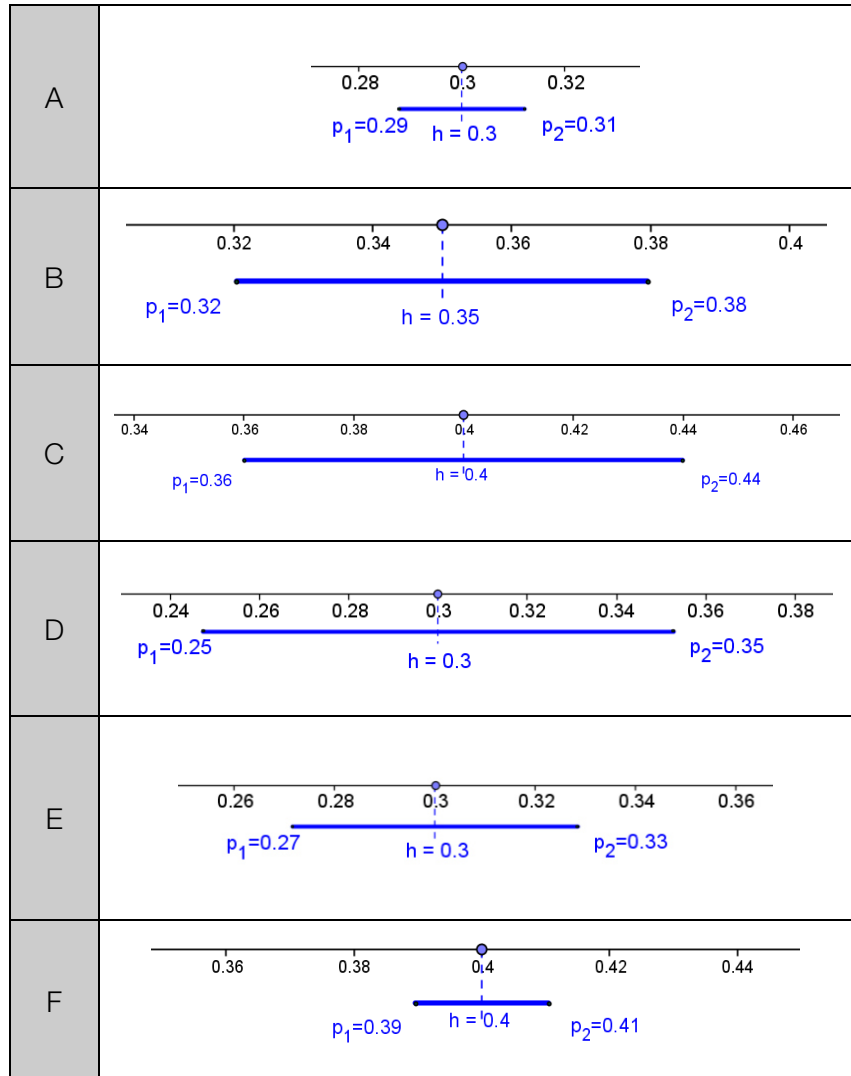 A
0.28 0.3 0.32
p1=0.29 h = 0.3 p2=0.31
B
0.32 0.34 0.36 0.38 0.4
p1=0.32 h = 0.35 p2=0.38
C
0.34 0.36 0.38 0.4 0.42 0.44 0.46
p1=0.36 h = 0.4 p2=0.44
D
0.24 0.26 0.28 0.3 0.32 0.34 0.36 0.38
p1=0.25 h = 0.3 p2=0.35
E
0.26 0.28 0.3 0.32 0.34 0.36
p1=0.27 h = 0.3 p2=0.33
F
0.36 0.38 0.4 0.42 0.44
p1=0.39 h = 0.4 p2=0.41